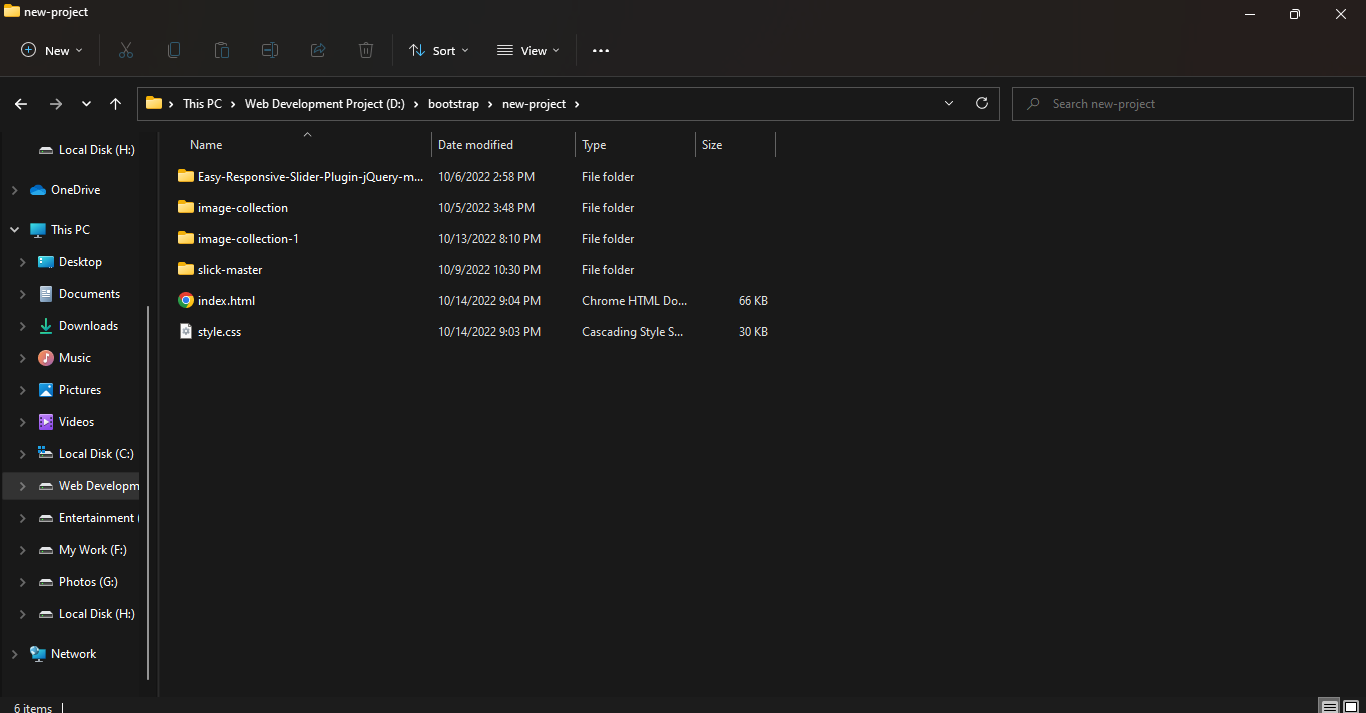 new-project
New
Sort
View
This PC Web Development Project (D:) bootstrap new-project
Search new-project
Local Disk (H:)
OneDrive
This PC
Desktop
Documents
Downloads
Music
Pictures
Videos
Local Disk (C:)
Web Developm
Entertainment (
My Work (F:)
Photos (G:)
Local Disk (H:)
Network
Name Date modified Type Size
Easy-Responsive-Slider-Plugin-jQuery-m... 10/6/2022 2:58 PM File folder
image-collection 10/5/2022 3:48 PM File folder
image-collection-1 10/13/2022 8:10 PM File folder
slick-master 10/9/2022 10:30 PM File folder
index.html 10/14/2022 9:04 PM Chrome HTML Do... 66 KB
style.css 10/14/2022 9:03 PM Cascading Style S... 30 KB
6 items